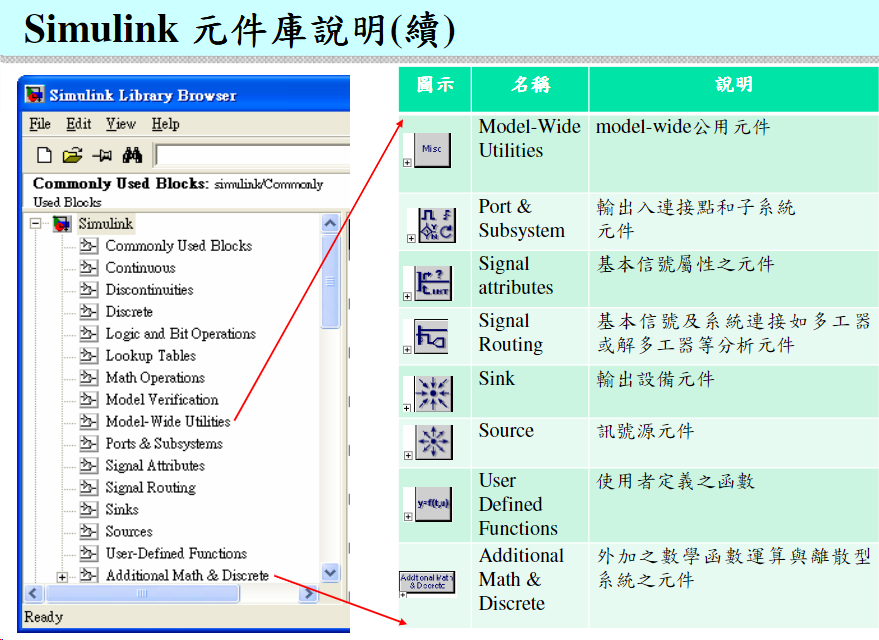 Simulink 元件庫說明(續)
Simulink Library Browser
File Edit View Help
Commonly Used Blocks: simulink/Commonly
Used Blocks
Simulink
Commonly Used Blocks
Continuous
Discontinuities
Discrete
Logic and Bit Operations
Lookup Tables
Math Operations
Model Verification
Model-Wide Utilities
Ports & Subsystems
Signal Attributes
Signal Routing
Sinks
Sources
User-Defined Functions
Additional Math & Discrete
Ready
圖示 名稱 說明
Misc
Model-Wide
Utilities
model-wide公用元件
Port &
Subsystem
輸出入連接點和子系統
元件
Signal
attributes
基本信號屬性之元件
Signal
Routing
基本信號及系統連接如多工器
或解多工器等分析元件
Sink
輸出設備元件
Source
訊號源元件
y=f(t,u)
User
Defined
Functions
使用者定義之函數
Additional Math
& Discrete
Additional
Math &
Discrete
外加之數學函數運算與離散型
系統之元件